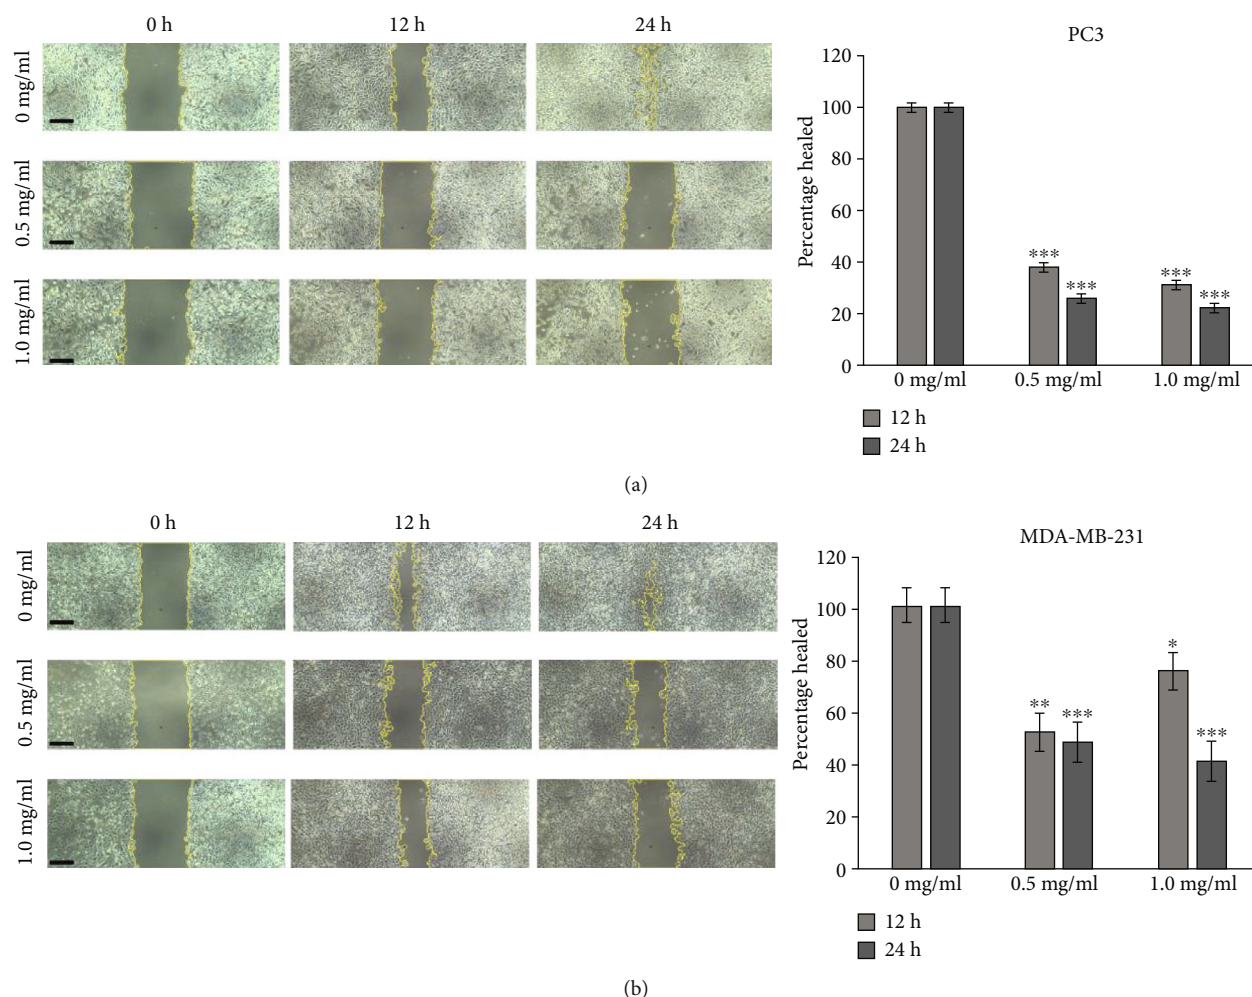 0 h 12 h 24 h
0 mg/ml
0.5 mg/ml
1.0 mg/ml
PC3
Percentage healed
120
100
80
60
40
20
0
***
***
***
***
0 mg/ml 0.5 mg/ml 1.0 mg/ml
12 h
24 h
(a)
0 h 12 h 24 h
0 mg/ml
0.5 mg/ml
1.0 mg/ml
MDA-MB-231
Percentage healed
120
100
80
60
40
20
0
**
***
*
***
0 mg/ml 0.5 mg/ml 1.0 mg/ml
12 h
24 h
(b)